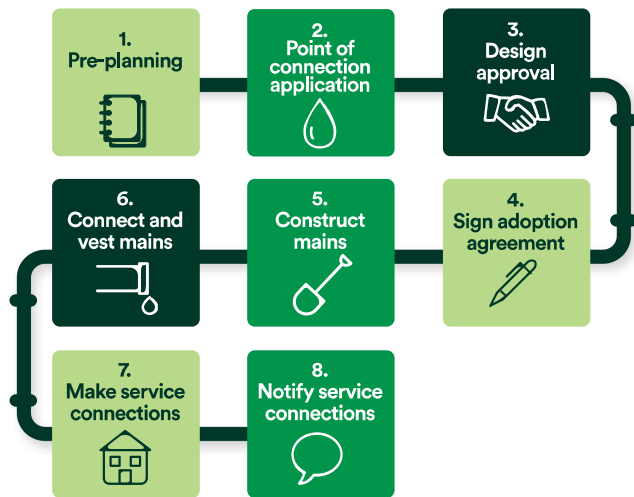 1.
Pre-planning
2.
Point of
connection
application
3.
Design
approval
4.
Sign adoption
agreement
5.
Construct
mains
6.
Connect and
vest mains
7.
Make service
connections
8.
Notify service
connections